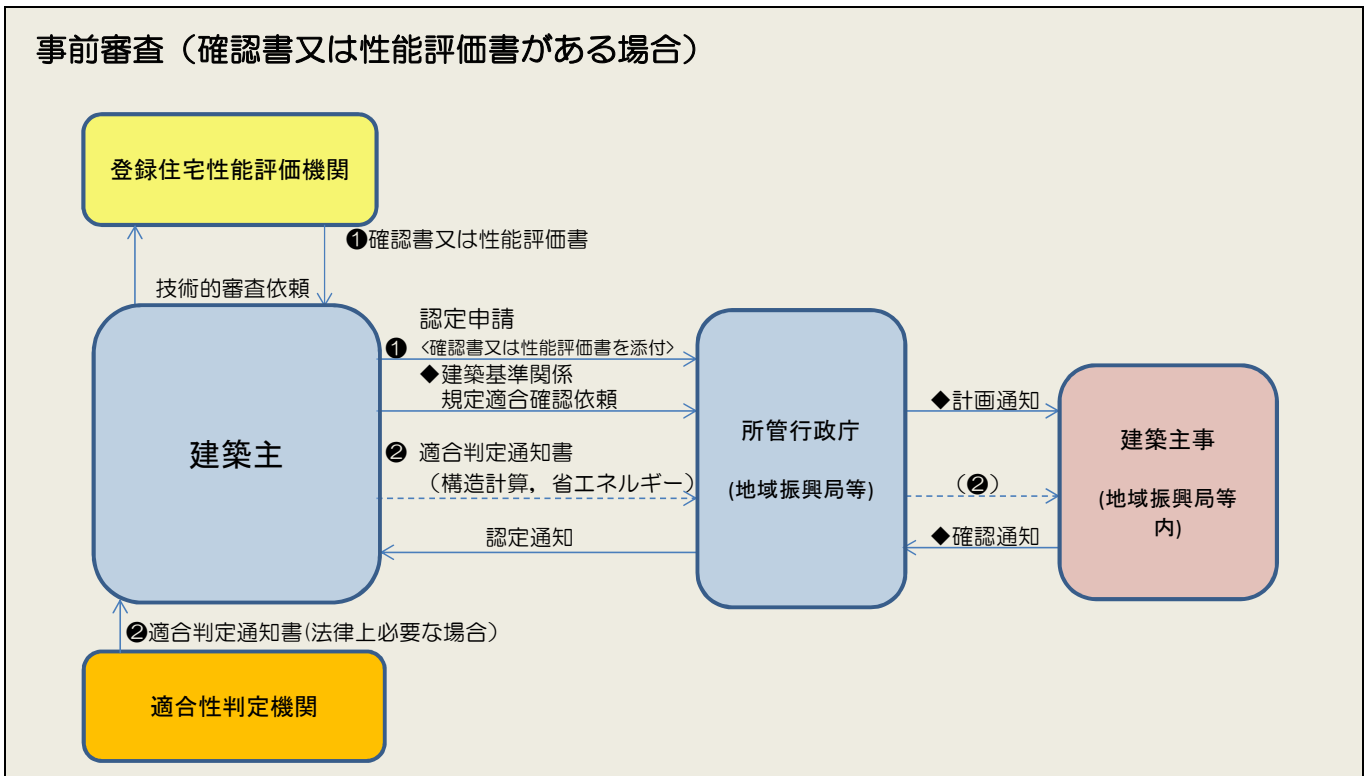 事前審査（確認書又は性能評価書がある場合）
登録住宅性能評価機関
❶確認書又は性能評価書
技術的審査依頼
認定申請
❶〈確認書又は性能評価書を添付〉
◆建築基準関係
規定適合確認依頼
◆計画通知
建築主
所管行政庁
(地域振興局等)
建築主事
(地域振興局等
内)
❷ 適合判定通知書
（構造計算，省エネルギー）
（❷）
認定通知
◆確認通知
❷適合判定通知書(法律上必要な場合）
適合性判定機関